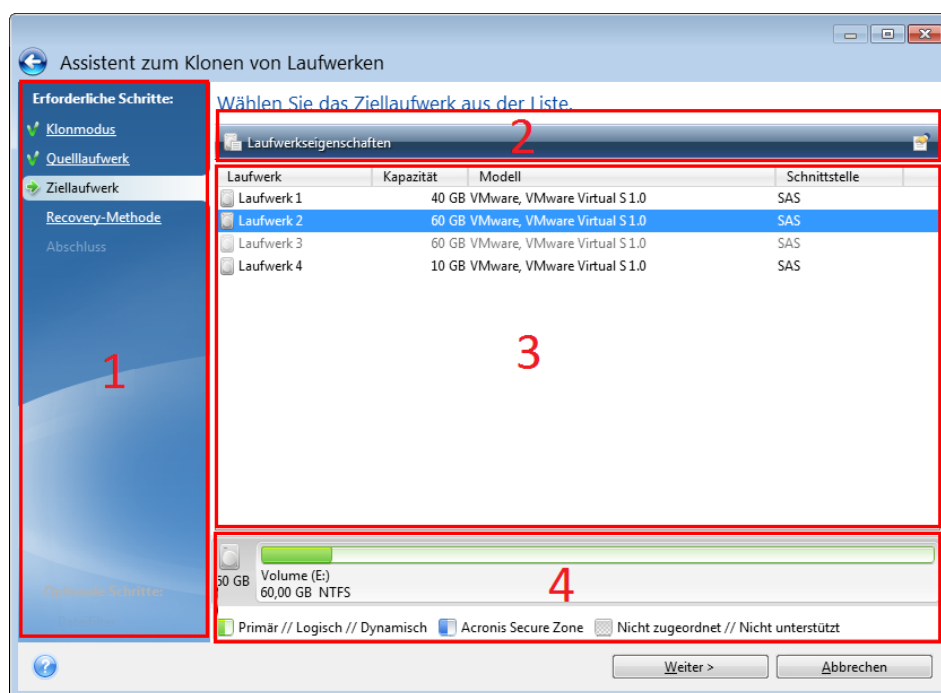 Assistent zum Klonen von Laufwerken
Erforderliche Schritte:
Klonmodus
Quelllaufwerk
Ziellaufwerk
Recovery-Methode
Abschluss
1
Wählen Sie das Ziellaufwerk aus der Liste.
2
Laufwerkseigenschaften
Laufwerk Kapazität Modell Schnittstelle
Laufwerk 1 40 GB VMware, VMware Virtual S 1.0 SAS
Laufwerk 2 60 GB VMware, VMware Virtual S 1.0 SAS
Laufwerk 3 60 GB VMware, VMware Virtual S 1.0 SAS
Laufwerk 4 10 GB VMware, VMware Virtual S 1.0 SAS
3
60 GB
Volume (E:)
60,00 GB NTFS
4
Primär // Logisch // Dynamisch Acronis Secure Zone Nicht zugeordnet // Nicht unterstützt
Optionale Schritte:
Weiter >
Abbrechen